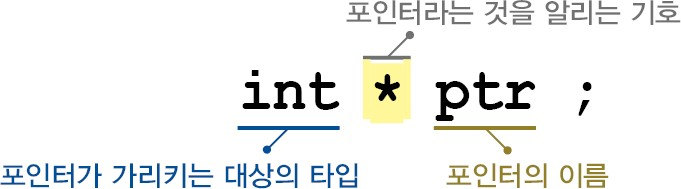 포인터라는 것을 알리는 기호
int * ptr ;
포인터가 가리키는 대상의 타입
포인터의 이름